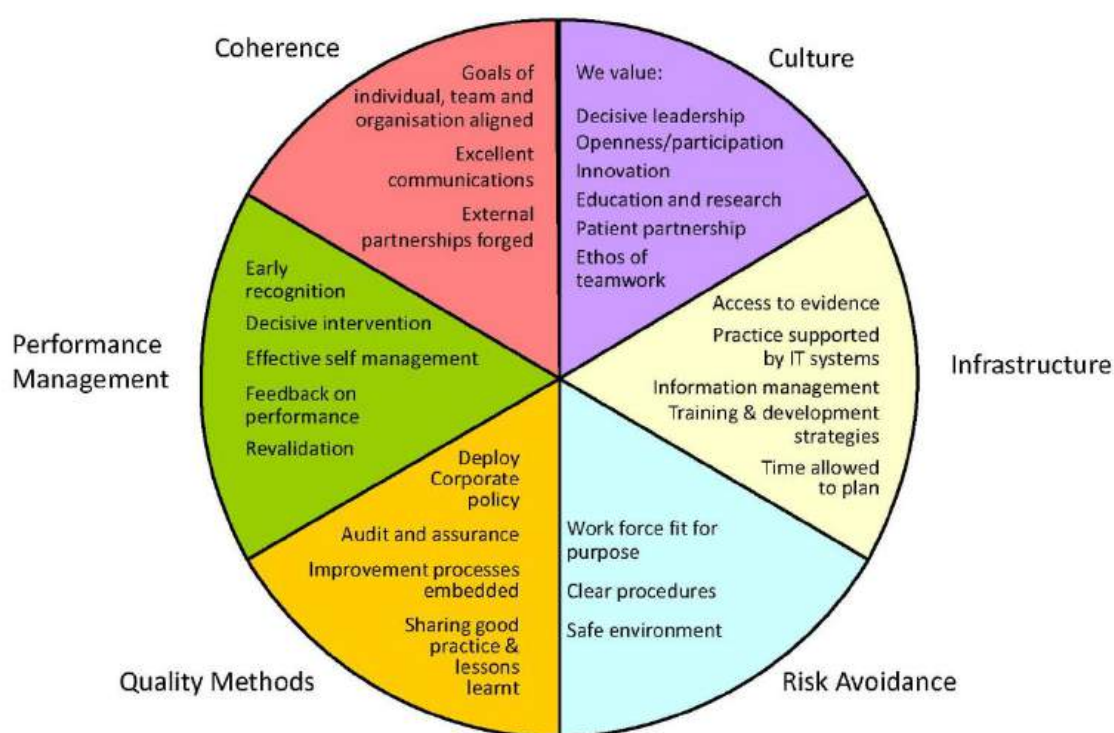 Coherence
Goals of
individual, team and
organisation aligned
Excellent
communications
External
partnerships forged
Culture
We value:
Decisive leadership
Openness/participation
Innovation
Education and research
Patient partnership
Ethos of
teamwork
Infrastructure
Access to evidence
Practice supported
by IT systems
Information management
Training & development
strategies
Time allowed
to plan
Risk Avoidance
Work force fit for
purpose
Clear procedures
Safe environment
Quality Methods
Deploy
Corporate
policy
Audit and assurance
Improvement processes
embedded
Sharing good
practice &
lessons
learnt
Performance
Management
Early
recognition
Decisive intervention
Effective self management
Feedback on
performance
Revalidation